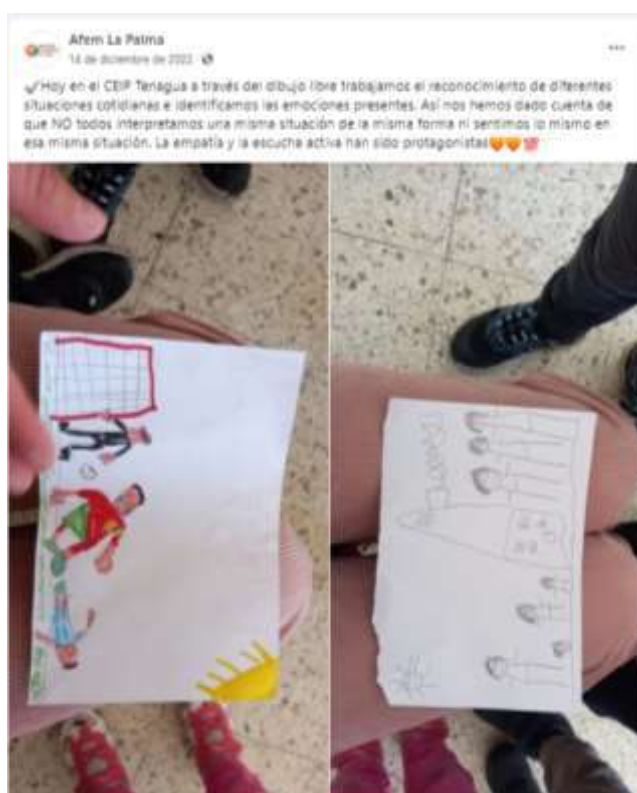 Afem La Palma
14 de diciembre de 2022
Hoy en el CEIP Tenagua a través del dibujo libre trabajamos el reconocimiento de diferentes
situaciones cotidianas e identificamos las emociones presentes. Así nos hemos dado cuenta de
que NO todos interpretamos una misma situación de la misma forma ni sentimos lo mismo en
esa misma situación. La empatía y la escucha activa han sido protagonistas🧡🧡💯